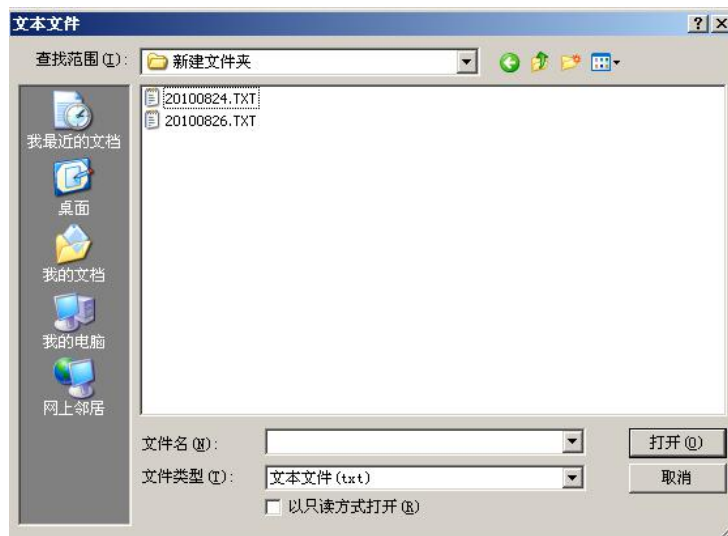 文本文件
查找范围(I):
新建文件夹
20100824.TXT
20100826.TXT
我最近的文档
桌面
我的文档
我的电脑
网上邻居
文件名(N):
打开(O)
文件类型(T):
文本文件(txt)
取消
以只读方式打开(R)